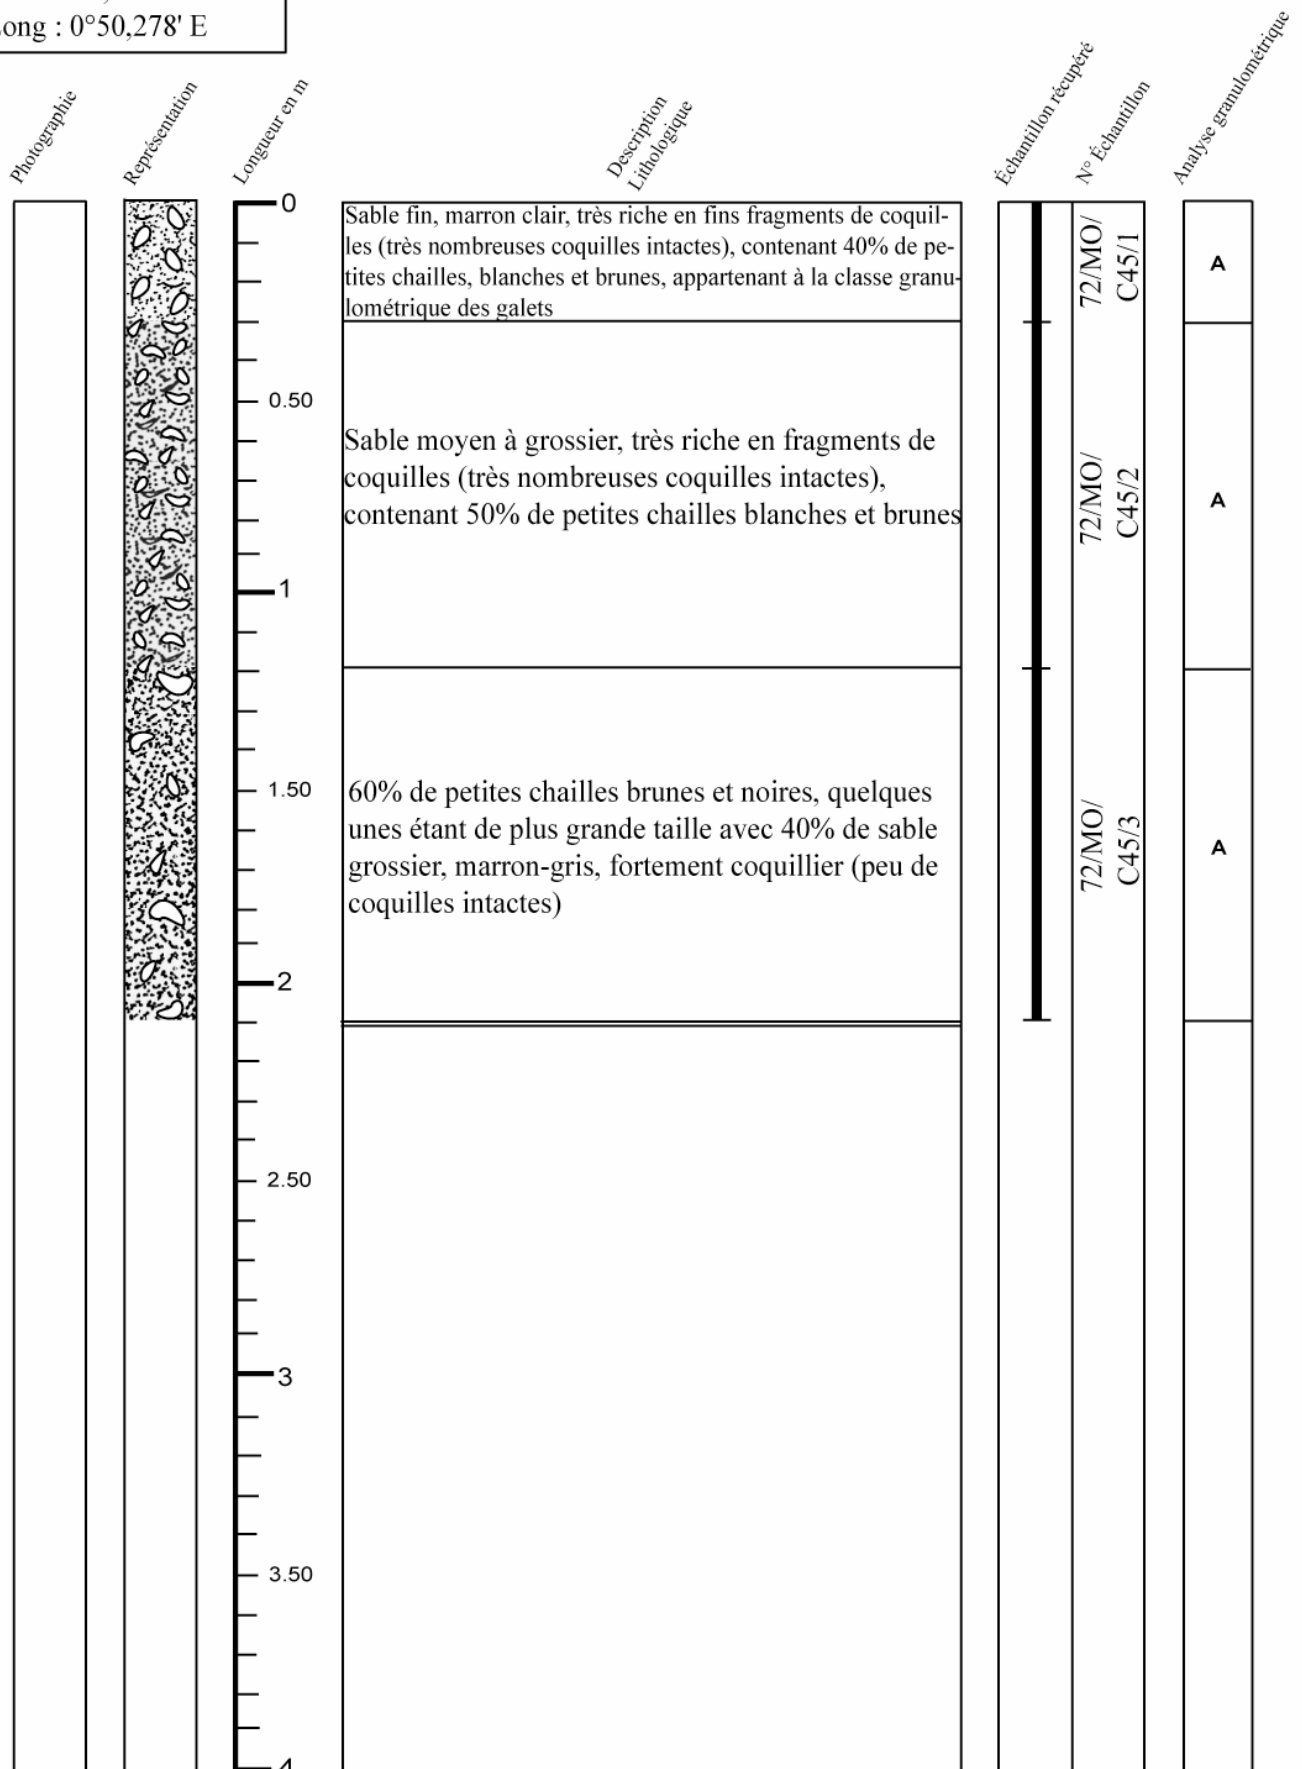 Long : 0°50,278' E
Photographie
Représentation
Longueur en m
Description
Lithologique
Échantillon récupéré
N° Échantillon
Analyse granulométrique
0
Sable fin, marron clair, très riche en fins fragments de coquil-
les (très nombreuses coquilles intactes), contenant 40% de pe-
tites chailles, blanches et brunes, appartenant à la classe granu-
lométrique des galets
72/MO/
C45/1
A
0.50
Sable moyen à grossier, très riche en fragments de
coquilles (très nombreuses coquilles intactes),
contenant 50% de petites chailles blanches et brunes
72/MO/
C45/2
A
1
1.50
60% de petites chailles brunes et noires, quelques
unes étant de plus grande taille avec 40% de sable
grossier, marron-gris, fortement coquillier (peu de
coquilles intactes)
72/MO/
C45/3
A
2
2.50
3
3.50
4